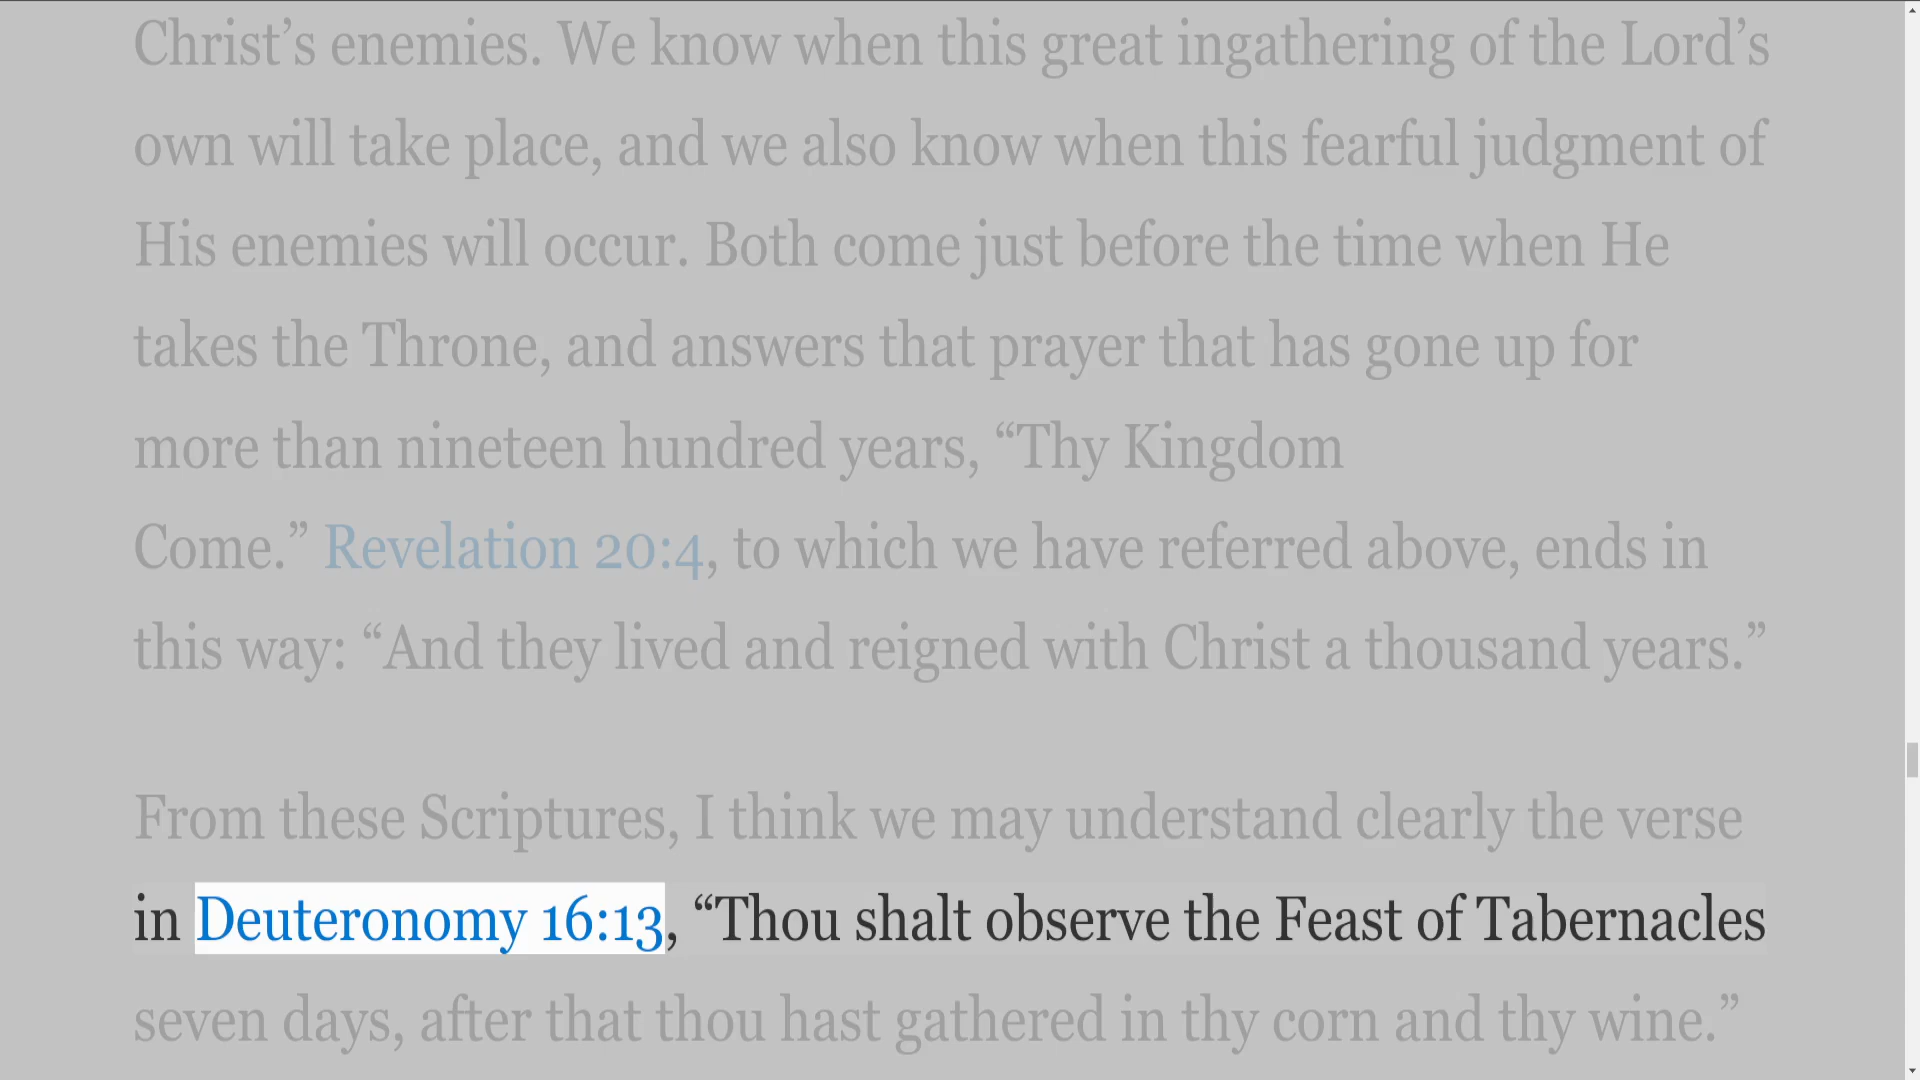 Christ’s enemies. We know when this great ingathering of the Lord’s
own will take place, and we also know when this fearful judgment of
His enemies will occur. Both come just before the time when He
takes the Throne, and answers that prayer that has gone up for
more than nineteen hundred years, “Thy Kingdom
Come.” Revelation 20:4, to which we have referred above, ends in
this way: “And they lived and reigned with Christ a thousand years.”
From these Scriptures, I think we may understand clearly the verse
in Deuteronomy 16:13, “Thou shalt observe the Feast of Tabernacles
seven days, after that thou hast gathered in thy corn and thy wine.”